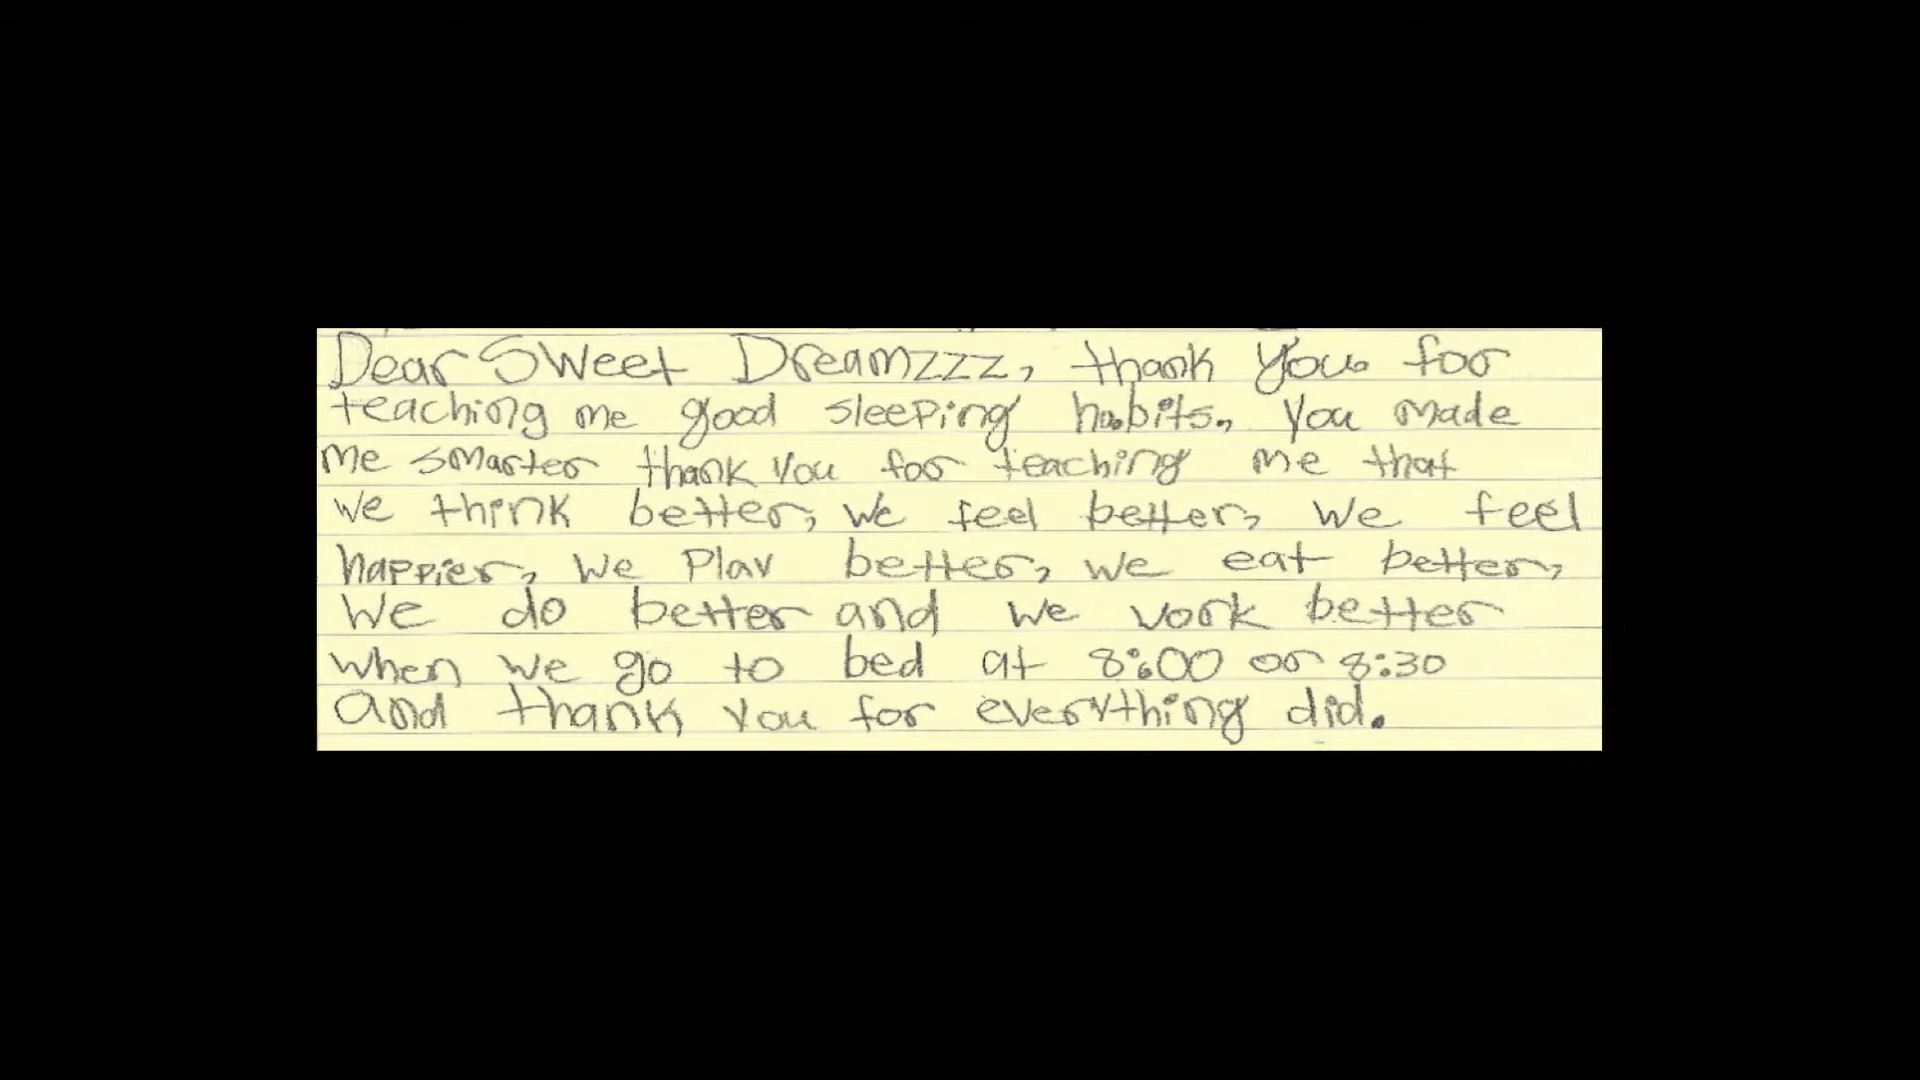 Dear Sweet Dreamzzz, thank you for
teaching me good sleeping habits. You made
me smarter thank you for teaching me that
we think better, we feel better, we feel
happier, we Play better, we eat better,
We do better and we vork better
when we go to bed at 8:00 or 8:30
and thank you for everything did.